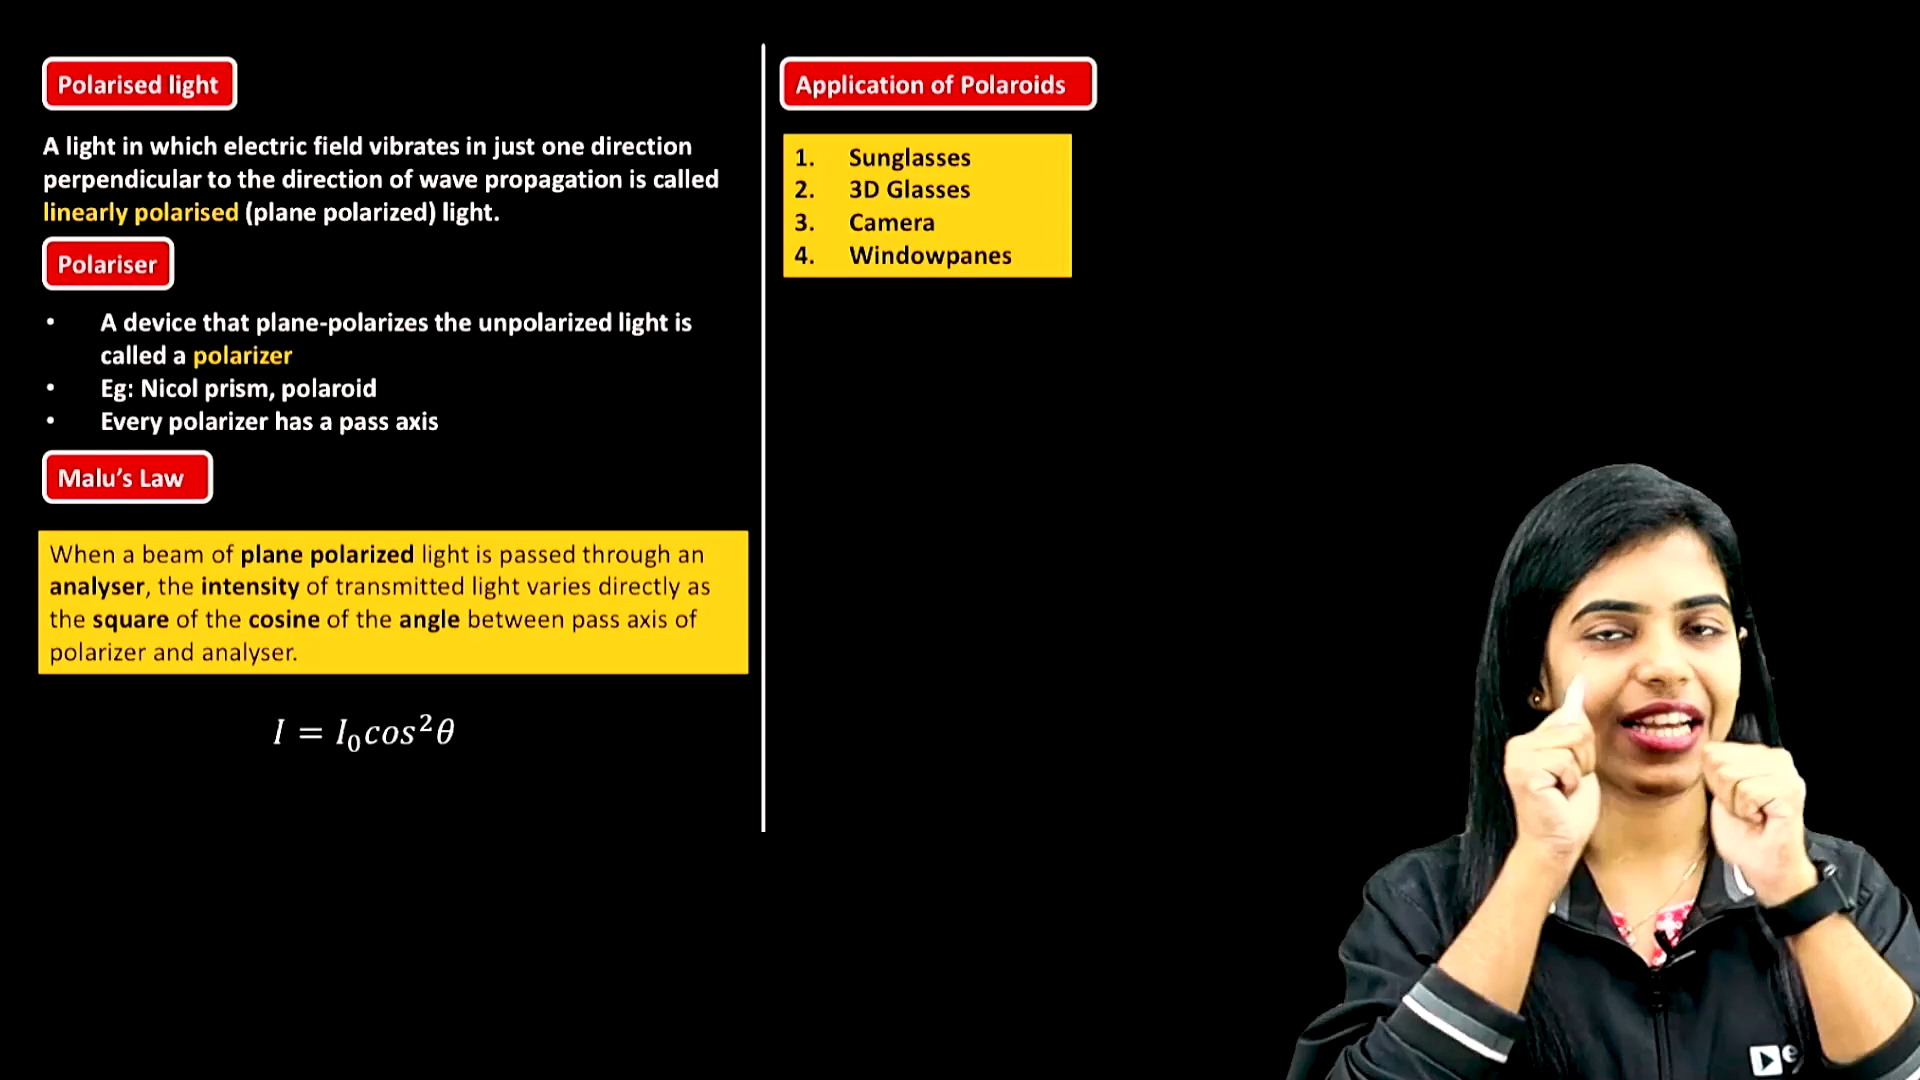 Polarised light
A light in which electric field vibrates in just one direction
perpendicular to the direction of wave propagation is called
linearly polarised (plane polarized) light.
Polariser
• A device that plane-polarizes the unpolarized light is
called a polarizer
• Eg: Nicol prism, polaroid
• Every polarizer has a pass axis
Malu’s Law
When a beam of plane polarized light is passed through an
analyser, the intensity of transmitted light varies directly as
the square of the cosine of the angle between pass axis of
polarizer and analyser.
I = I₀cos²θ
Application of Polaroids
1. Sunglasses
2. 3D Glasses
3. Camera
4. Windowpanes